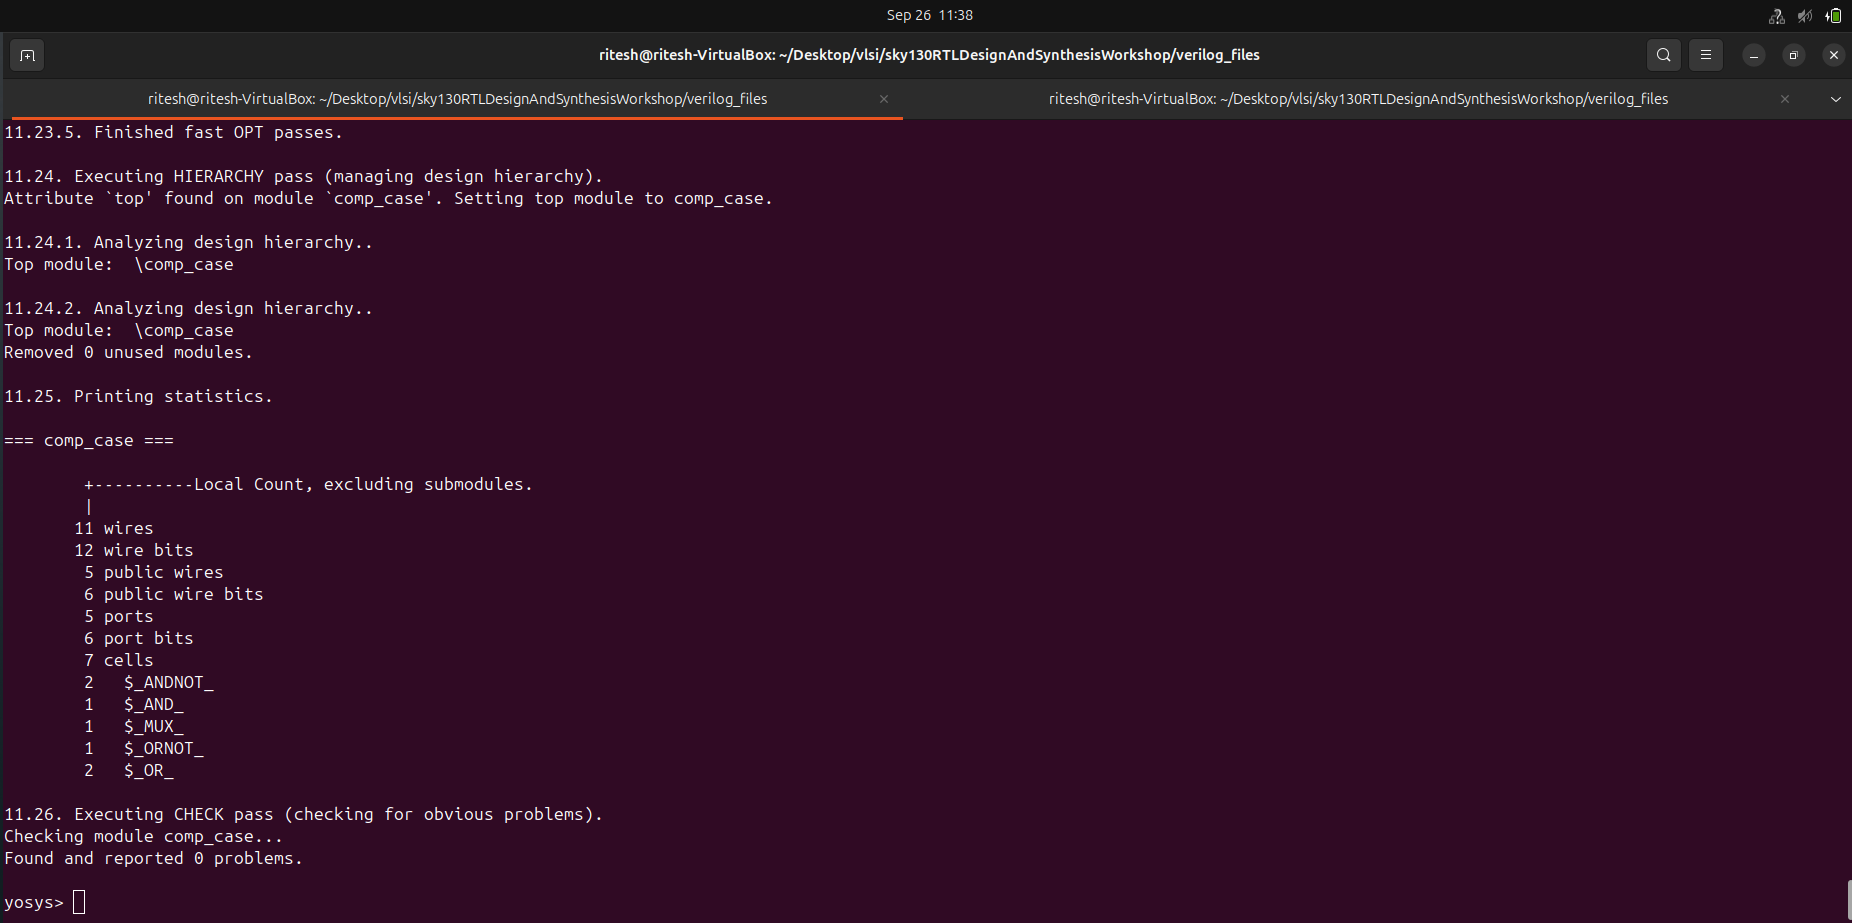 Sep 26 11:38
ritesh@ritesh-VirtualBox: ~/Desktop/vlsi/sky130RTLDesignAndSynthesisWorkshop/verilog_files
ritesh@ritesh-VirtualBox: ~/Desktop/vlsi/sky130RTLDesignAndSynthesisWorkshop/verilog_files
ritesh@ritesh-VirtualBox: ~/Desktop/vlsi/sky130RTLDesignAndSynthesisWorkshop/verilog_files
11.23.5. Finished fast OPT passes.
11.24. Executing HIERARCHY pass (managing design hierarchy).
Attribute `top' found on module `comp_case'. Setting top module to comp_case.
11.24.1. Analyzing design hierarchy..
Top module:  \comp_case
11.24.2. Analyzing design hierarchy..
Top module:  \comp_case
Removed 0 unused modules.
11.25. Printing statistics.
=== comp_case ===
+----------Local Count, excluding submodules.
|
11 wires
12 wire bits
5 public wires
6 public wire bits
5 ports
6 port bits
7 cells
2   $_ANDNOT_
1   $_AND_
1   $_MUX_
1   $_ORNOT_
2   $_OR_
11.26. Executing CHECK pass (checking for obvious problems).
Checking module comp_case...
Found and reported 0 problems.
yosys>